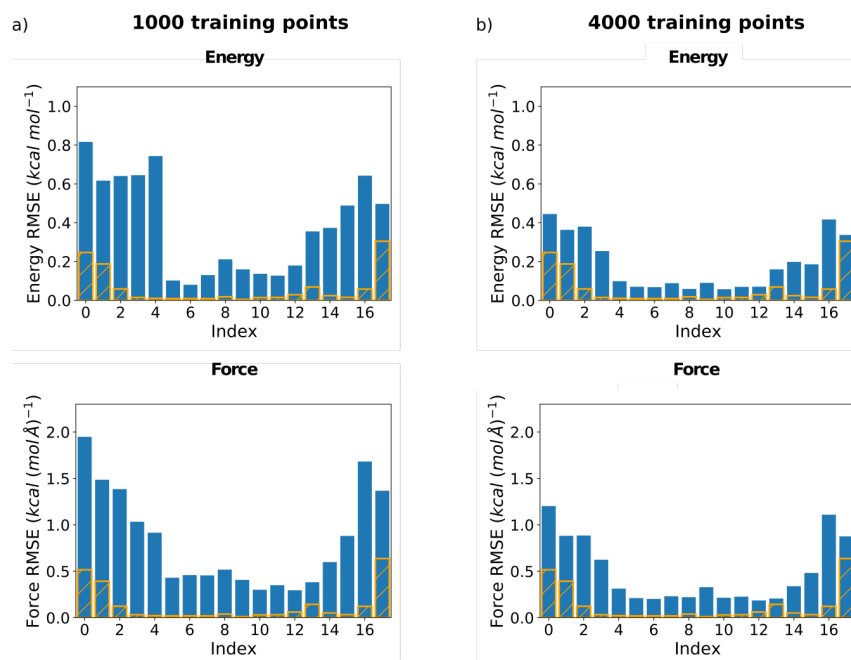 a)
1000 training points
Energy
Energy RMSE (kcal mol⁻¹)
1.0
0.8
0.6
0.4
0.2
0.0
0 2 4 6 8 10 12 14 16
Index
Force
Force RMSE (kcal (mol Å)⁻¹)
2.0
1.5
1.0
0.5
0.0
0 2 4 6 8 10 12 14 16
Index
b)
4000 training points
Energy
Energy RMSE (kcal mol⁻¹)
1.0
0.8
0.6
0.4
0.2
0.0
0 2 4 6 8 10 12 14 16
Index
Force
Force RMSE (kcal (mol Å)⁻¹)
2.0
1.5
1.0
0.5
0.0
0 2 4 6 8 10 12 14 16
Index